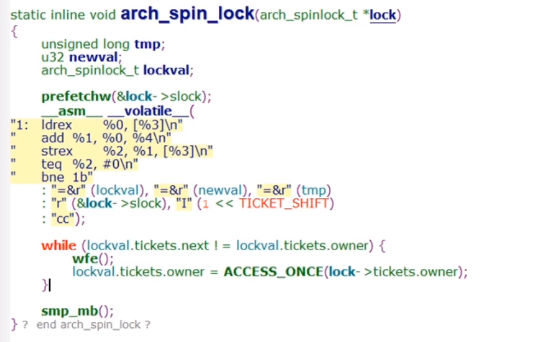 static inline void arch_spin_lock(arch_spinlock_t *lock)
{
unsigned long tmp;
u32 newval;
arch_spinlock_t lockval;
prefetchw(&lock->slock);
__asm__ __volatile__(
"1: ldrex %0, [%3]\n"
" add %1, %0, %4\n"
" strex %2, %1, [%3]\n"
" teq %2, #0\n"
" bne 1b"
: "=&r" (lockval), "=&r" (newval), "=&r" (tmp)
: "r" (&lock->slock), "I" (1 << TICKET_SHIFT)
: "cc");
while (lockval.tickets.next != lockval.tickets.owner) {
wfe();
lockval.tickets.owner = ACCESS_ONCE(lock->tickets.owner);
}
smp_mb();
} ? end arch_spin_lock ?